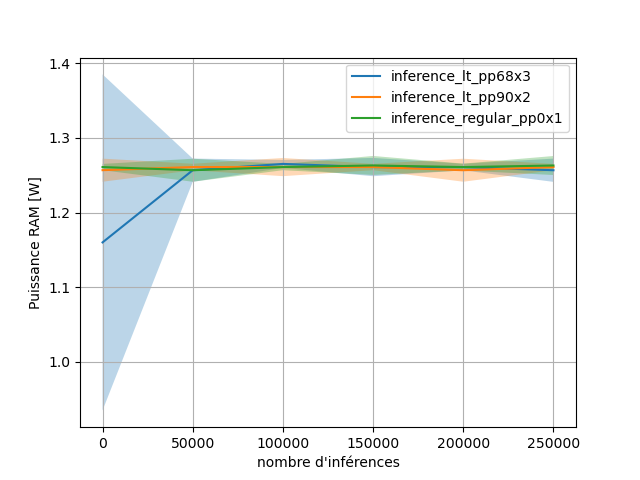 1.4
1.3
1.2
1.1
1.0
Puissance RAM [W]
inference_lt_pp68x3
inference_lt_pp90x2
inference_regular_pp0x1
0 50000 100000 150000 200000 250000
nombre d'inférences